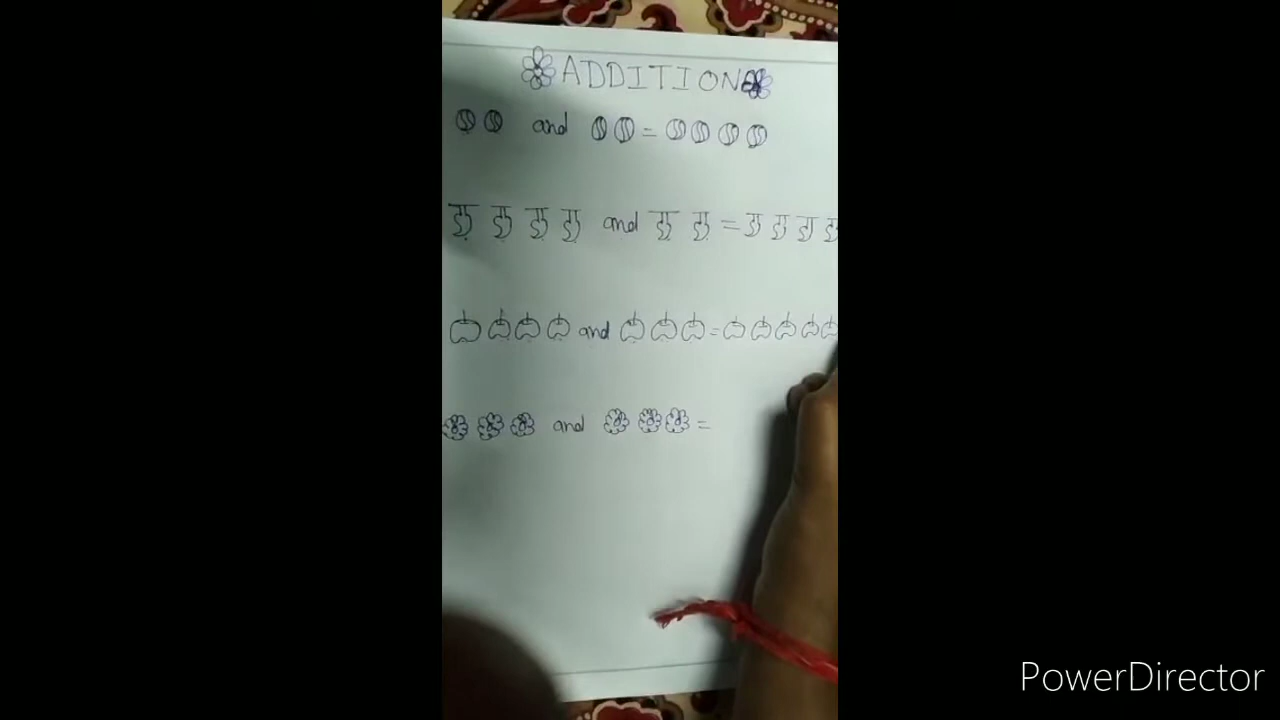 ADDITION
and =
and =
and =
and =
PowerDirector